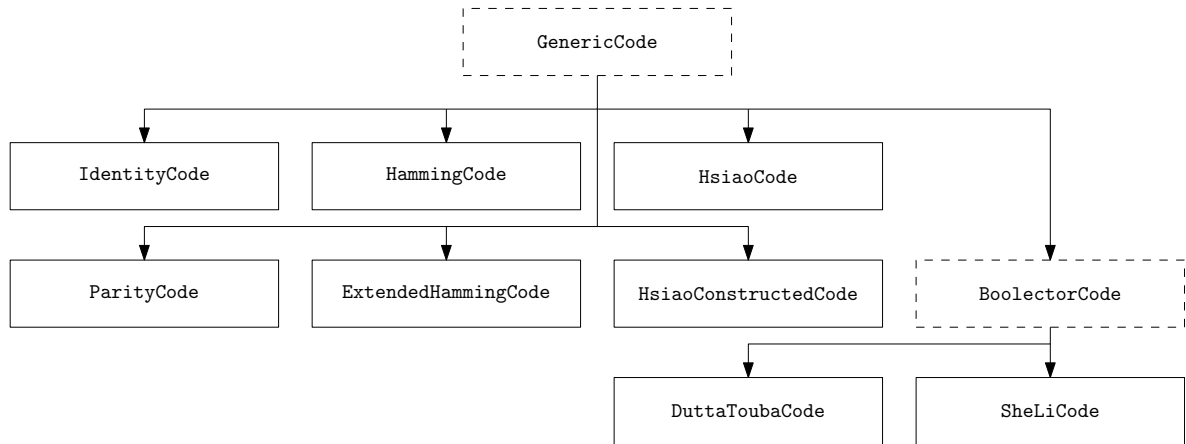 GenericCode
IdentityCode
HammingCode
HsiaoCode
ParityCode
ExtendedHammingCode
HsiaoConstructedCode
BoolectorCode
DuttaToubaCode
SheLiCode